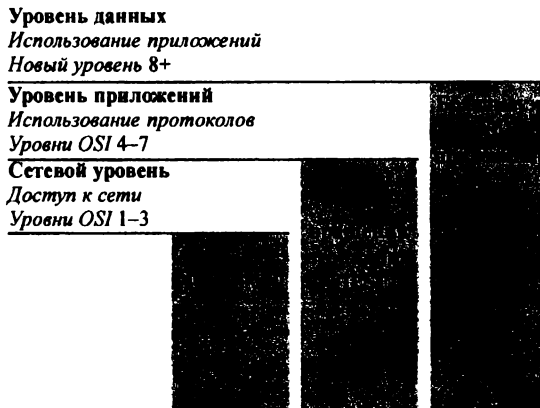 Уровень данных
Использование приложений
Новый уровень 8+
Уровень приложений
Использование протоколов
Уровни OSI 4–7
Сетевой уровень
Доступ к сети
Уровни OSI 1–3